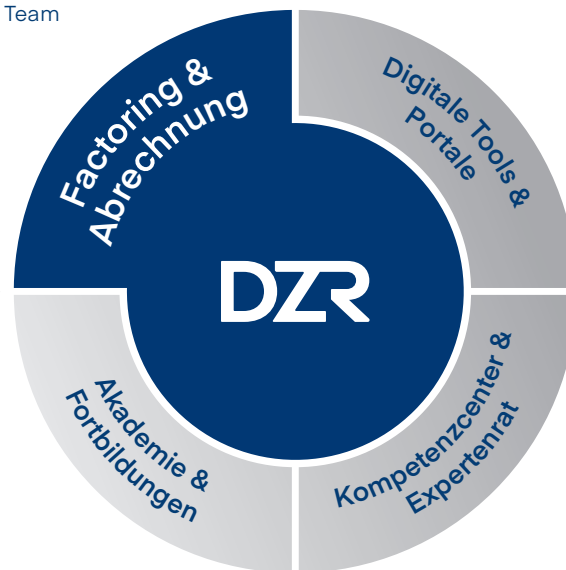 Team
Factoring &
Abrechnung
Digitale Tools &
Portale
DZR
Akademie &
Fortbildungen
Kompetenzcenter &
Expertenrat